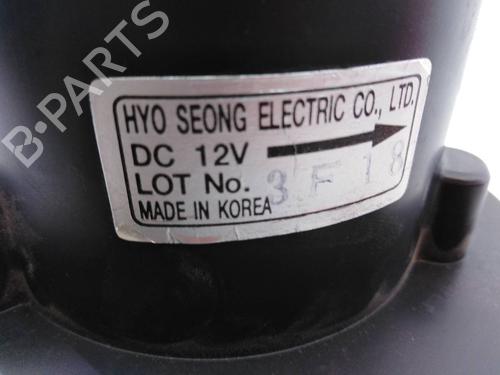 B-PARTS
HYO SEONG ELECTRIC CO., LTD.
DC 12V
LOT No. 3F18
MADE IN KOREA